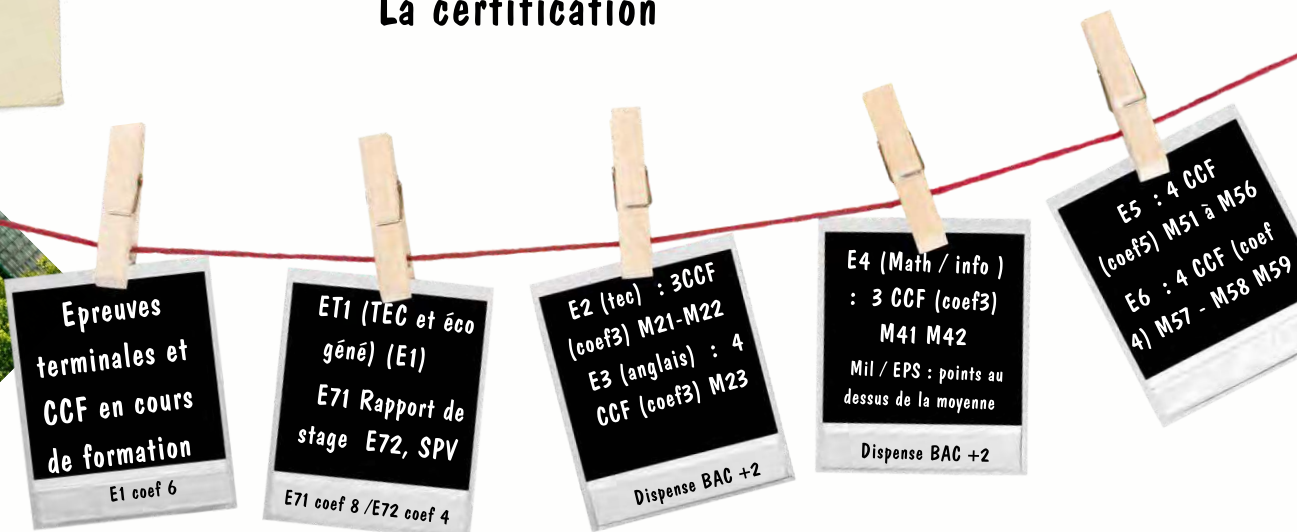 La certification
Epreuves
terminales et
CCF en cours
de formation
E1 coef 6
ET1 (TEC et éco
géné) (E1)
E71 Rapport de
stage E72, SPV
E71 coef 8 /E72 coef 4
E2 (tec) : 3CCF
(coef3) M21-M22
E3 (anglais) : 4
CCF (coef3) M23
Dispense BAC +2
E4 (Math / info )
: 3 CCF (coef3)
M41 M42
Mil / EPS : points au
dessus de la moyenne
Dispense BAC +2
E5 : 4 CCF
(coef5) M51 à M56
E6 : 4 CCF (coef
4) M57 - M58 M59